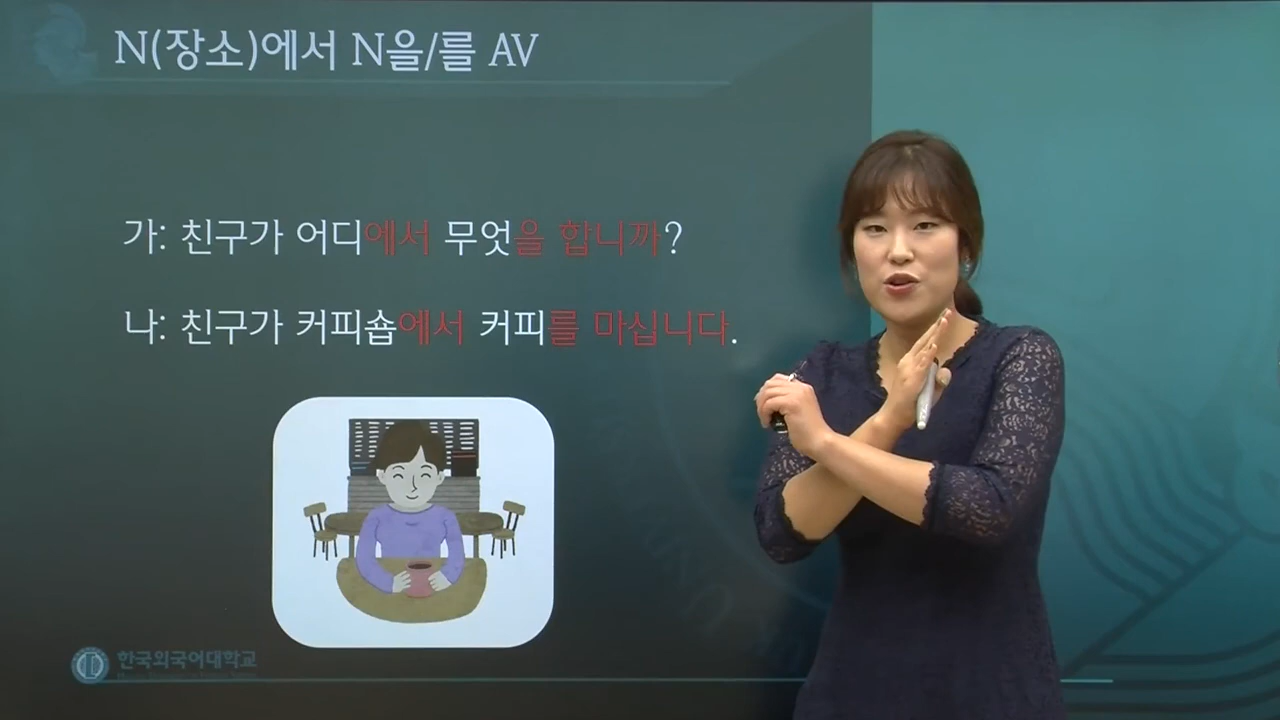 N(장소)에서 N을/를 AV
가: 친구가 어디에서 무엇을 합니까?
나: 친구가 커피숍에서 커피를 마십니다.
한국외국어대학교